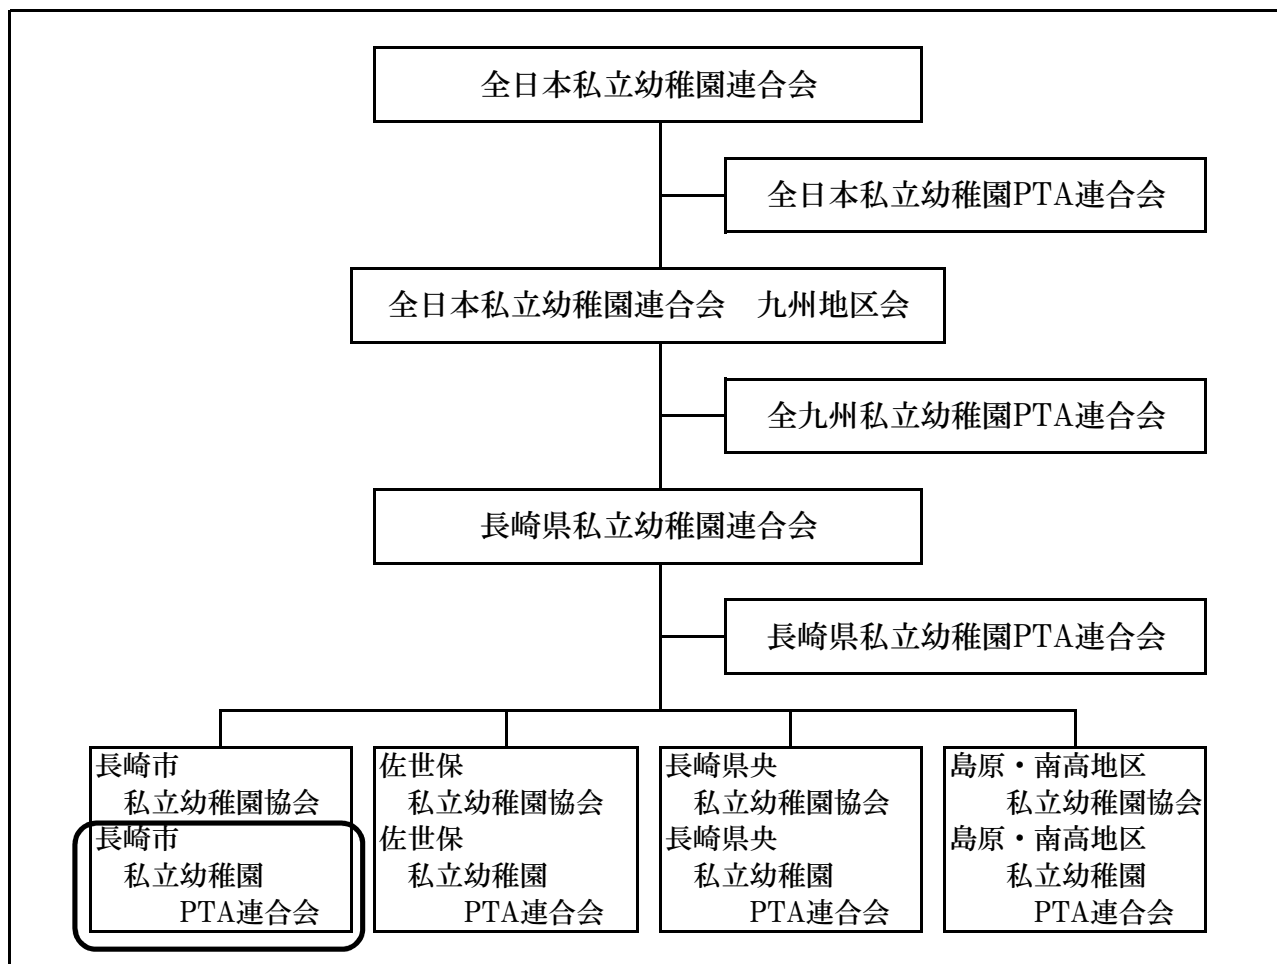 全日本私立幼稚園連合会
全日本私立幼稚園PTA連合会
全日本私立幼稚園連合会　九州地区会
全九州私立幼稚園PTA連合会
長崎県私立幼稚園連合会
長崎県私立幼稚園PTA連合会
長崎市
私立幼稚園協会
長崎市
私立幼稚園
PTA連合会
佐世保
私立幼稚園協会
佐世保
私立幼稚園
PTA連合会
長崎県央
私立幼稚園協会
長崎県央
私立幼稚園
PTA連合会
島原・南高地区
私立幼稚園協会
島原・南高地区
私立幼稚園
PTA連合会